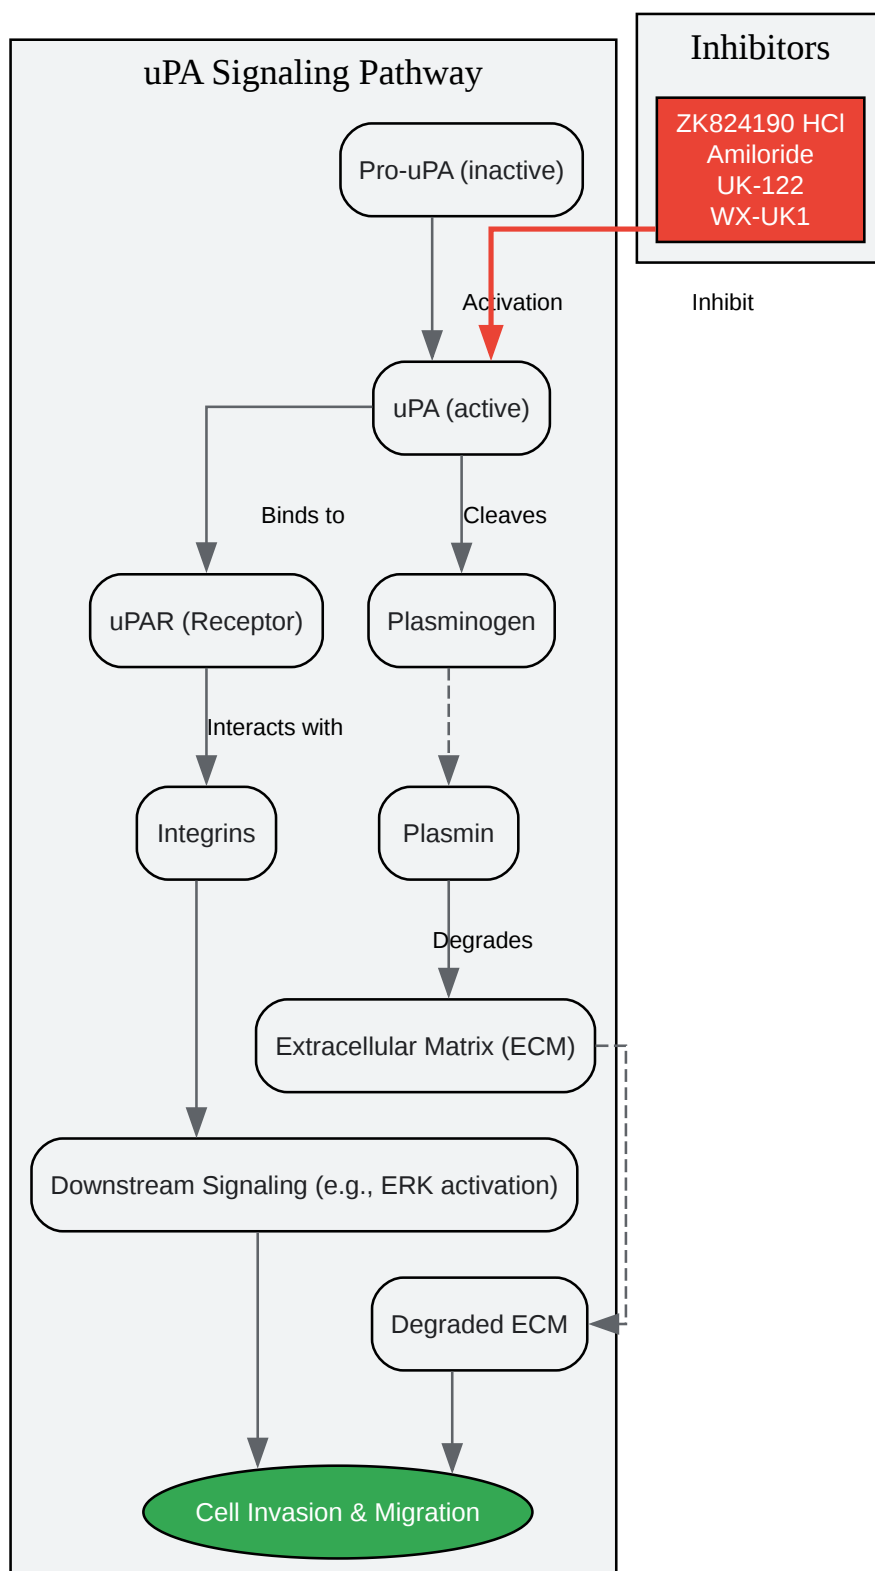 uPA Signaling Pathway
Inhibitors
ZK824190 HCl
Amiloride
UK-122
WX-UK1
Pro-uPA (inactive)
Activation
Inhibit
uPA (active)
Binds to
Cleaves
uPAR (Receptor)
Plasminogen
Interacts with
Integrins
Plasmin
Degrades
Extracellular Matrix (ECM)
Downstream Signaling (e.g., ERK activation)
Degraded ECM
Cell Invasion & Migration